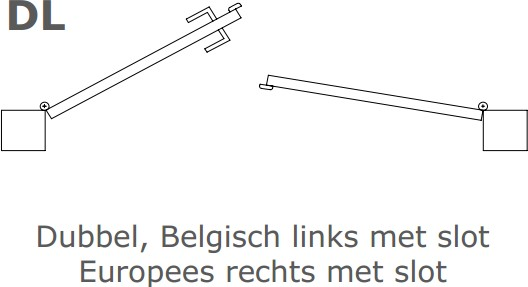 DL
Dubbel, Belgisch links met slot
Europees rechts met slot